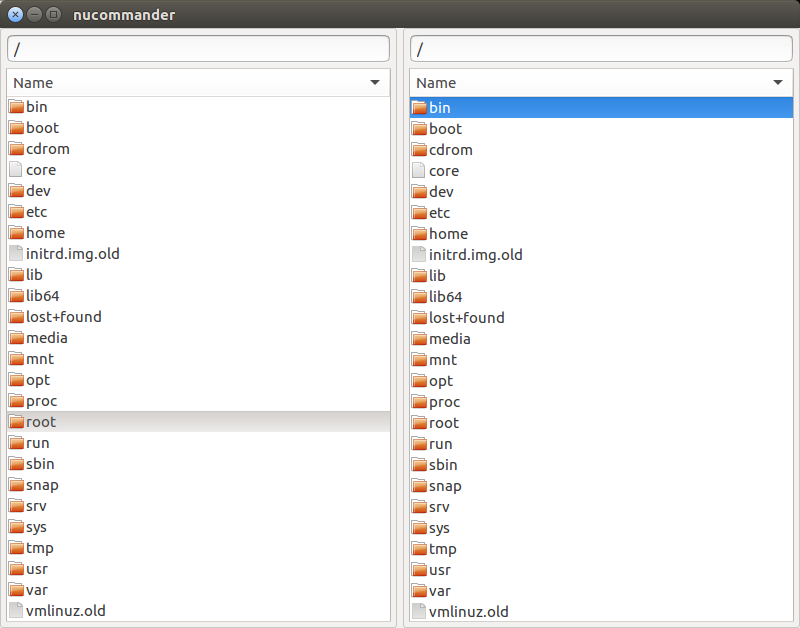 nucommander
/
Name
bin
boot
cdrom
core
dev
etc
home
initrd.img.old
lib
lib64
lost+found
media
mnt
opt
proc
root
run
sbin
snap
srv
sys
tmp
usr
var
vmlinuz.old
/
Name
bin
boot
cdrom
core
dev
etc
home
initrd.img.old
lib
lib64
lost+found
media
mnt
opt
proc
root
run
sbin
snap
srv
sys
tmp
usr
var
vmlinuz.old